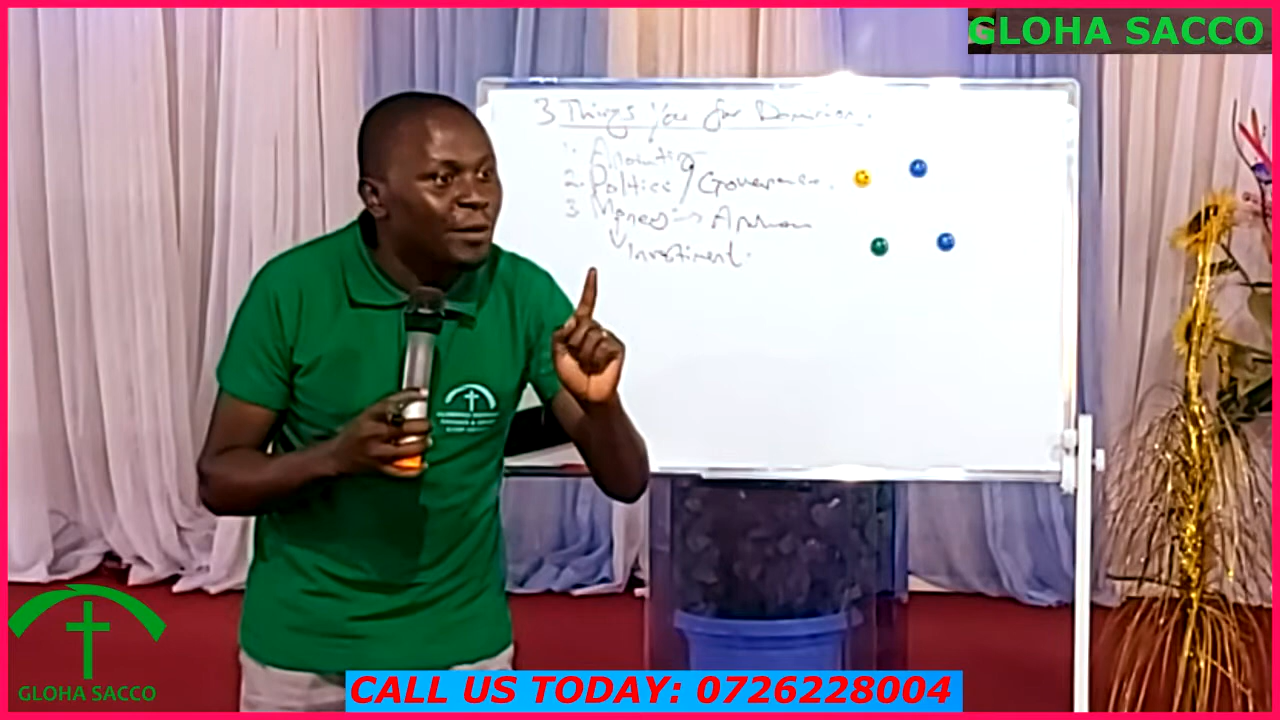 GLOHA SACCO
3 Things You for Dominion.
1. Anointing
2. Politics / Governance.
3. Money
Investment.
GLOHA SACCO
CALL US TODAY: 0726228004